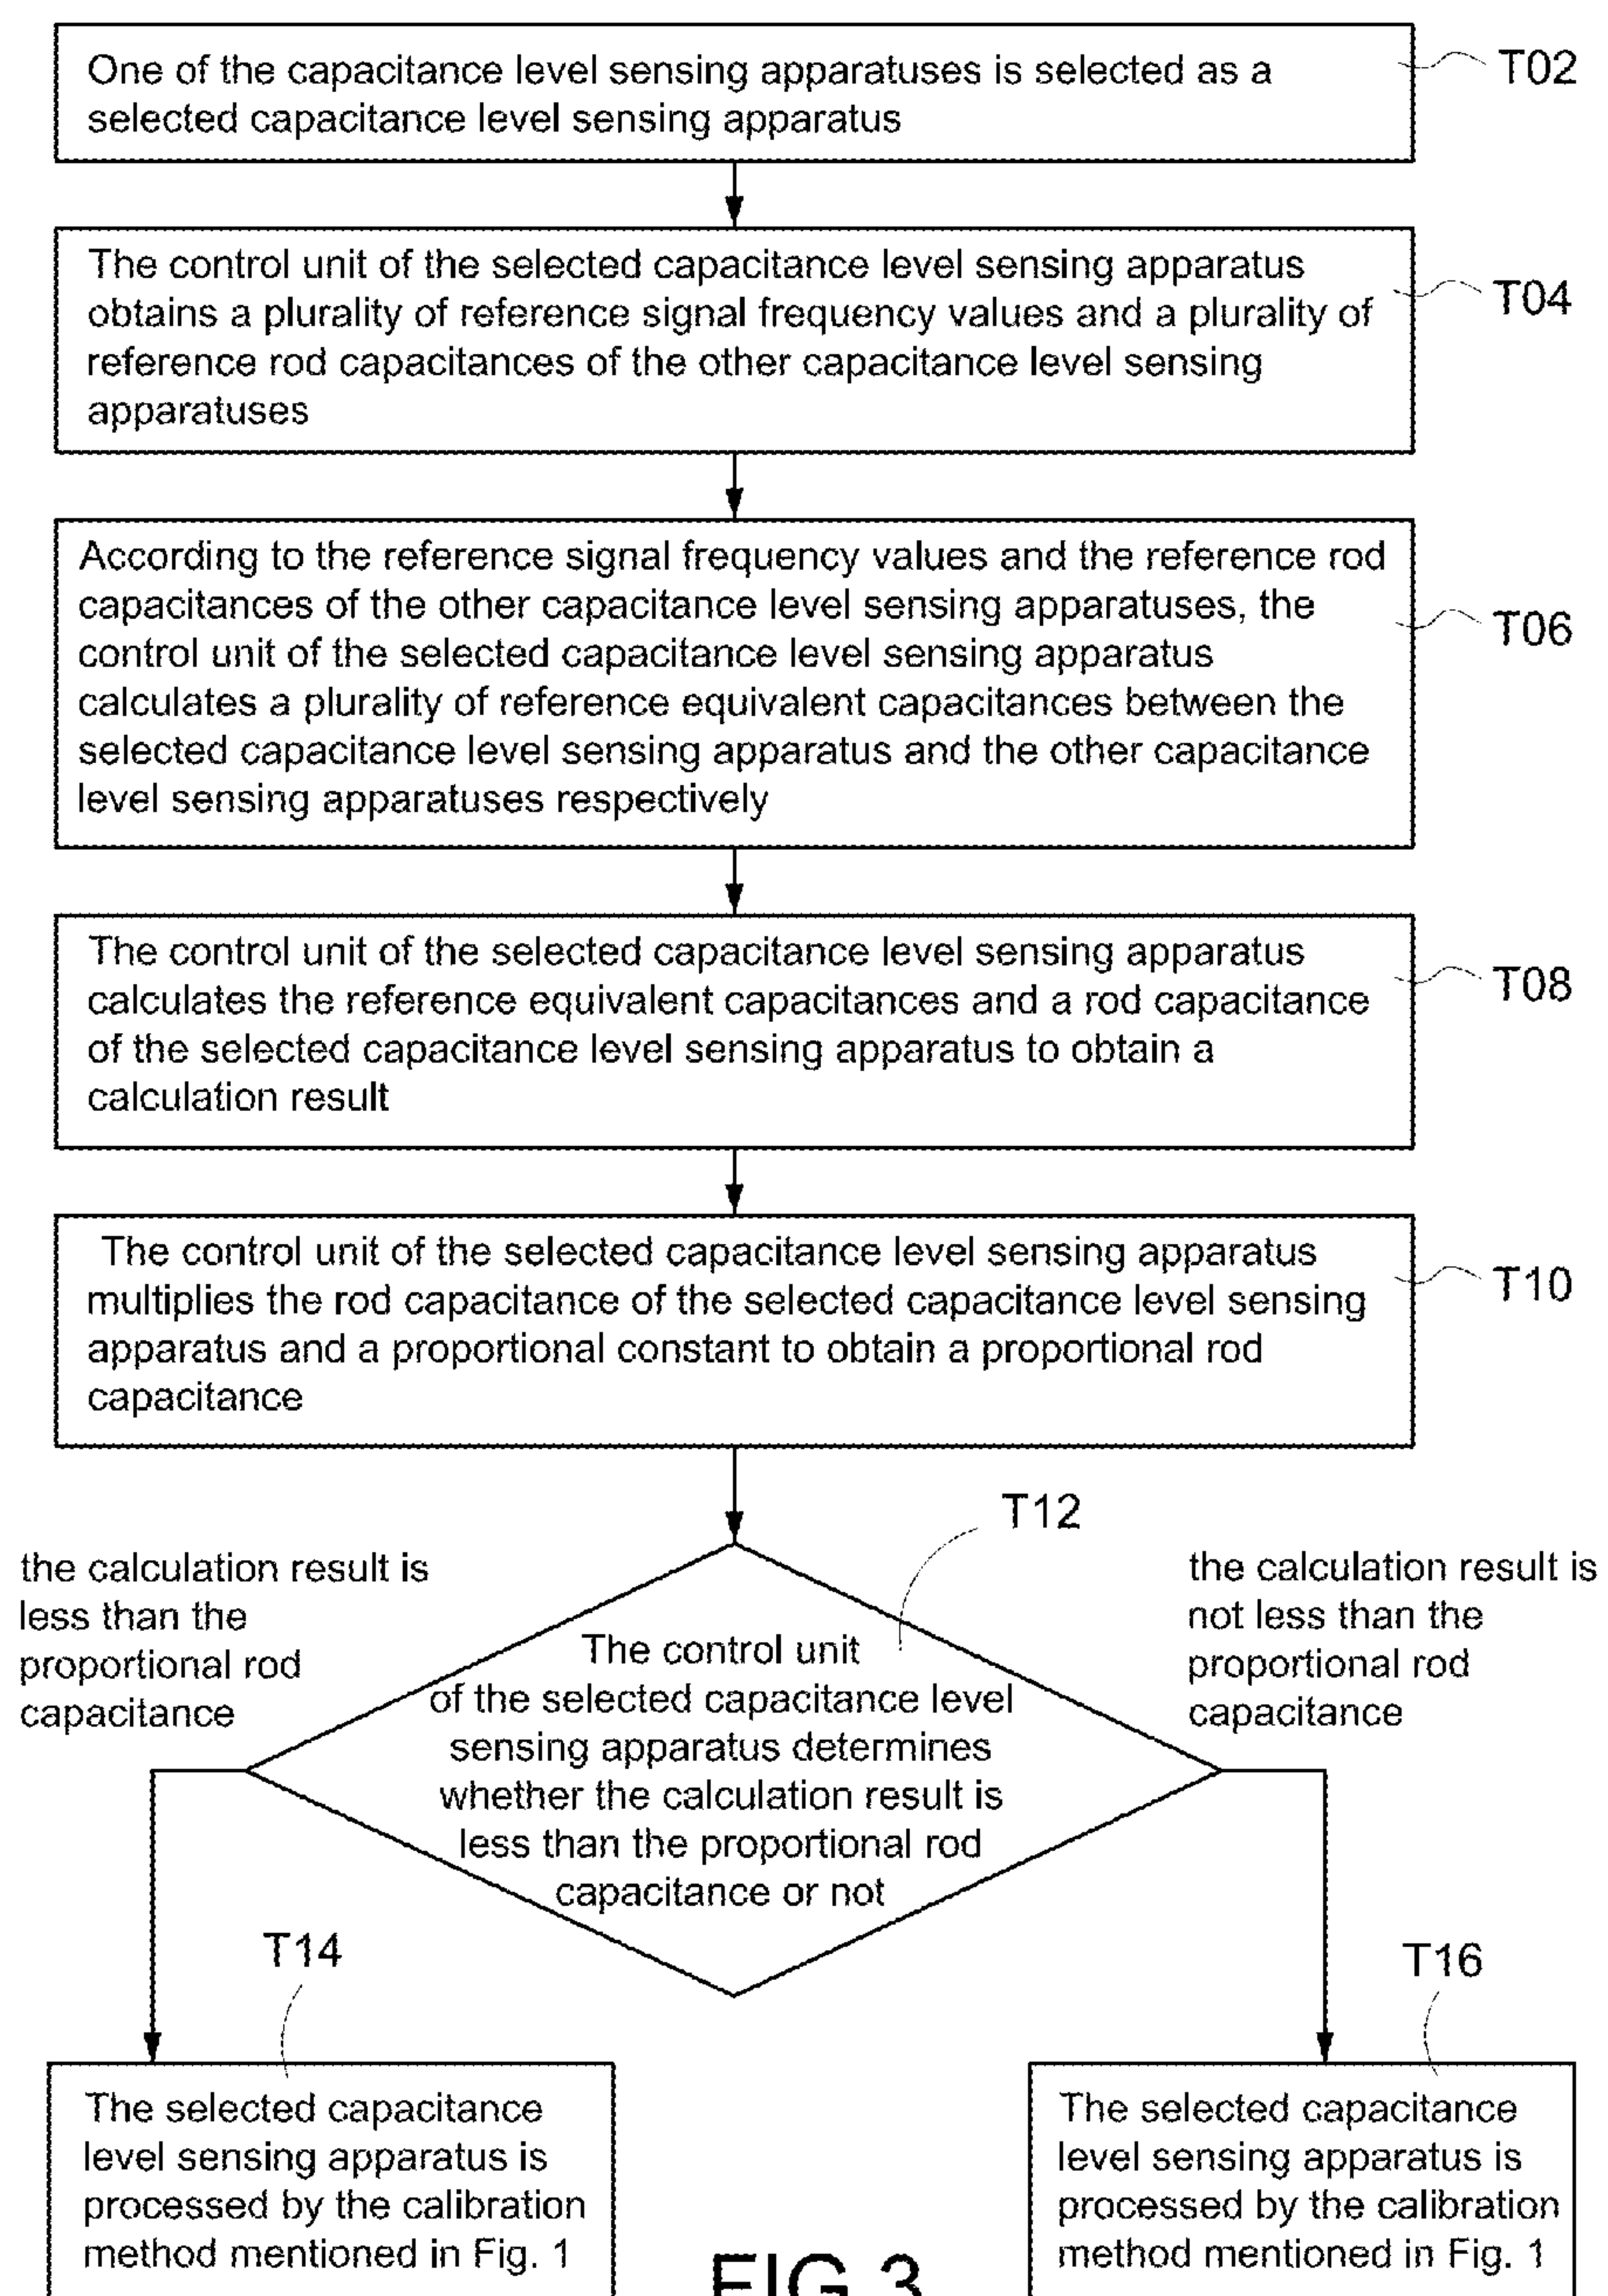 One of the capacitance level sensing apparatuses is selected as a
selected capacitance level sensing apparatus
T02
The control unit of the selected capacitance level sensing apparatus
obtains a plurality of reference signal frequency values and a plurality of
reference rod capacitances of the other capacitance level sensing
apparatuses
T04
According to the reference signal frequency values and the reference rod
capacitances of the other capacitance level sensing apparatuses, the
control unit of the selected capacitance level sensing apparatus
calculates a plurality of reference equivalent capacitances between the
selected capacitance level sensing apparatus and the other capacitance
level sensing apparatuses respectively
T06
The control unit of the selected capacitance level sensing apparatus
calculates the reference equivalent capacitances and a rod capacitance
of the selected capacitance level sensing apparatus to obtain a
calculation result
T08
The control unit of the selected capacitance level sensing apparatus
multiplies the rod capacitance of the selected capacitance level sensing
apparatus and a proportional constant to obtain a proportional rod
capacitance
T10
T12
the calculation result is
less than the
proportional rod
capacitance
The control unit
of the selected capacitance level
sensing apparatus determines
whether the calculation result is
less than the proportional rod
capacitance or not
the calculation result is
not less than the
proportional rod
capacitance
T14
The selected capacitance
level sensing apparatus is
processed by the calibration
method mentioned in Fig. 1
T16
The selected capacitance
level sensing apparatus is
processed by the calibration
method mentioned in Fig. 1
FIG.3